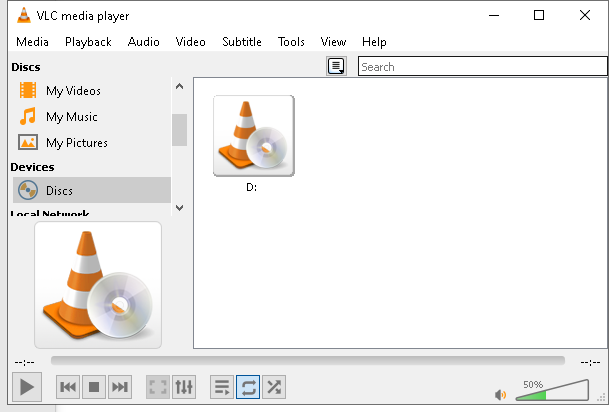 VLC media player
Media Playback Audio Video Subtitle Tools View Help
Discs
Search
My Videos
My Music
My Pictures
Devices
Discs
Local Network
D:
--:--
--:--
50%